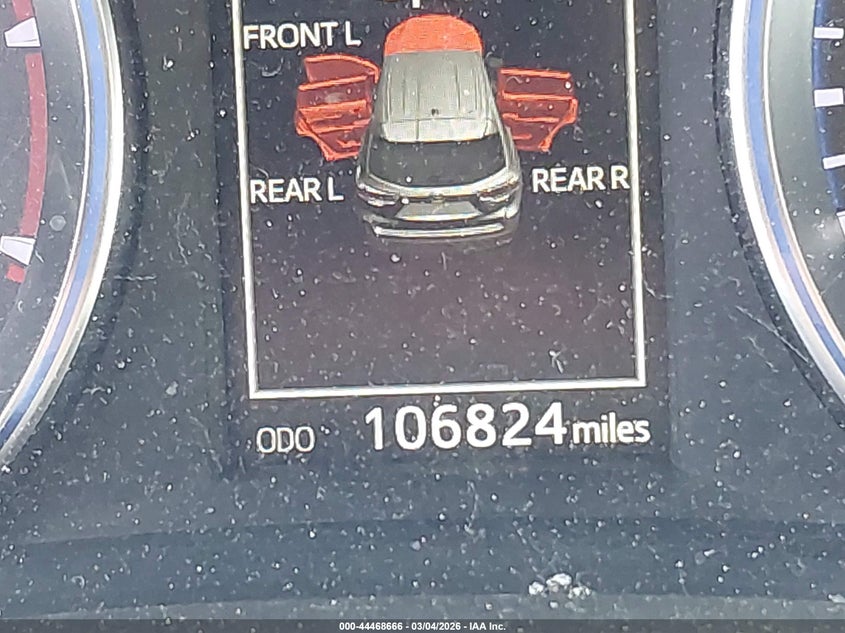 FRONT L
REAR L
REAR R
ODO 106824 miles
000-44468666 - 03/04/2026 - IAA Inc.